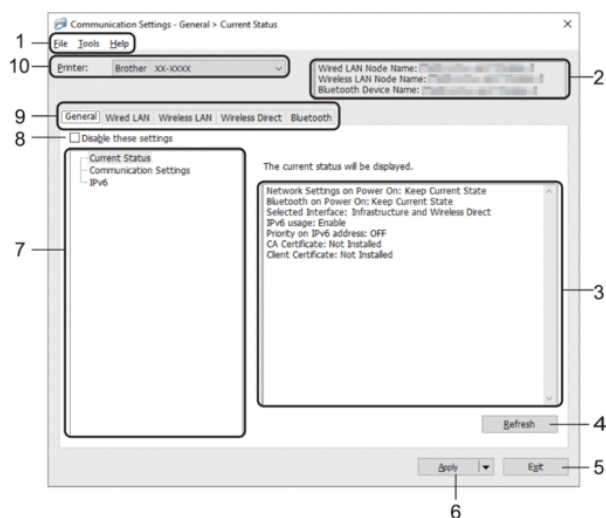 Communication Settings - General > Current Status
1
File Tools Help
10
Printer: Brother XX-XXXX
Wired LAN Node Name:
Wireless LAN Node Name:
Bluetooth Device Name:
2
9
General Wired LAN Wireless LAN Wireless Direct Bluetooth
8
Disable these settings
Current Status
Communication Settings
IPv6
7
The current status will be displayed.
Network Settings on Power On: Keep Current State
Bluetooth on Power On: Keep Current State
Selected Interface: Infrastructure and Wireless Direct
IPv6 usage: Enable
Priority on IPv6 address: OFF
CA Certificate: Not Installed
Client Certificate: Not Installed
3
Refresh
4
Apply
Exit
5
6